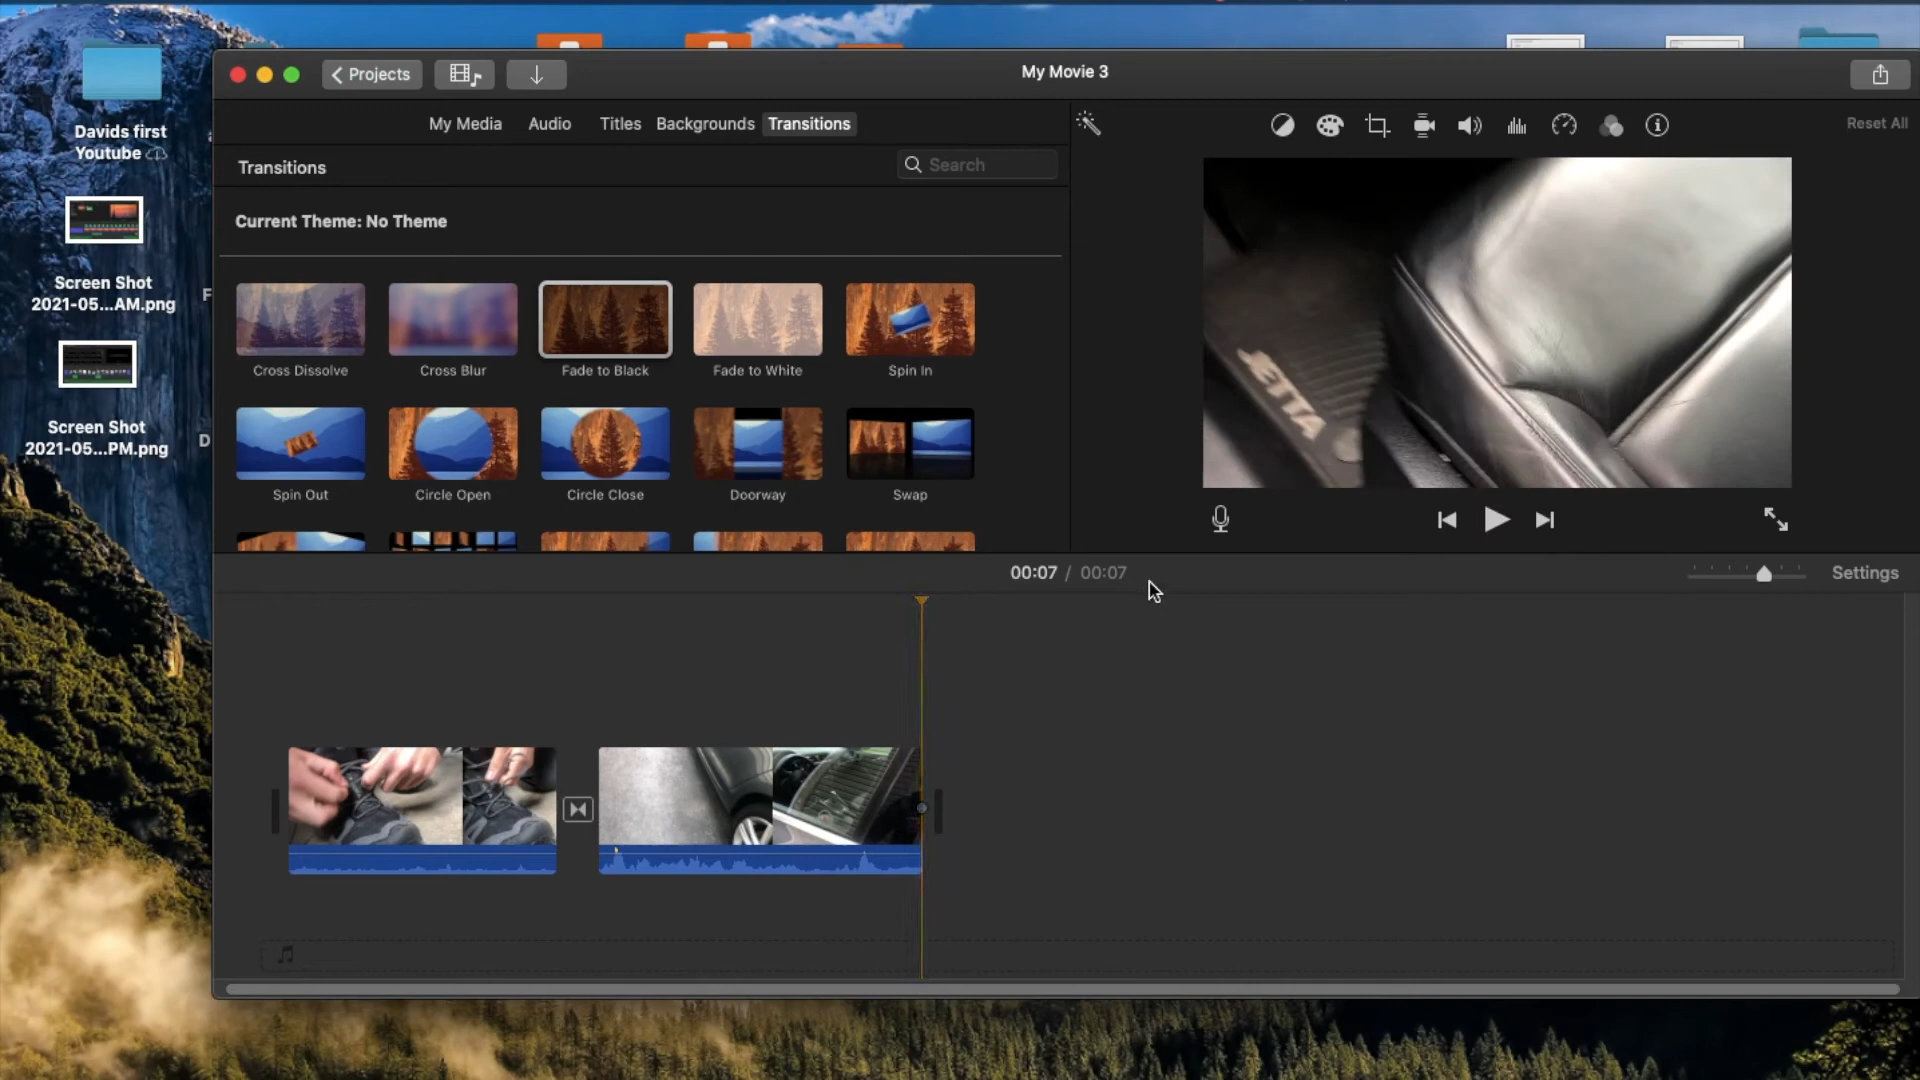 My Movie 3
Projects
My Media
Audio
Titles
Backgrounds
Transitions
Reset All
Transitions
Search
Current Theme: No Theme
Cross Dissolve
Cross Blur
Fade to Black
Fade to White
Spin In
Spin Out
Circle Open
Circle Close
Doorway
Swap
JETTA
00:07 / 00:07
Settings
Davids first
Youtube
Screen Shot
2021-05...AM.png
Screen Shot
2021-05...PM.png
F
D